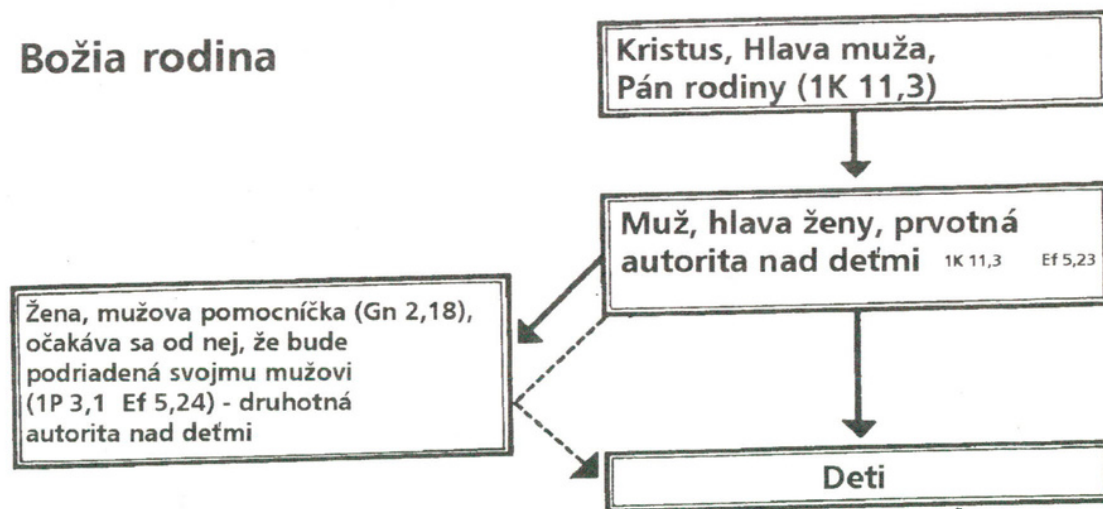 Božia rodina
Kristus, Hlava muža,
Pán rodiny (1K 11,3)
Muž, hlava ženy, prvotná
autorita nad deťmi 1K 11,3 Ef 5,23
Žena, mužova pomocníčka (Gn 2,18),
očakáva sa od nej, že bude
podriadená svojmu mužovi
(1P 3,1 Ef 5,24) - druhotná
autorita nad deťmi
Deti